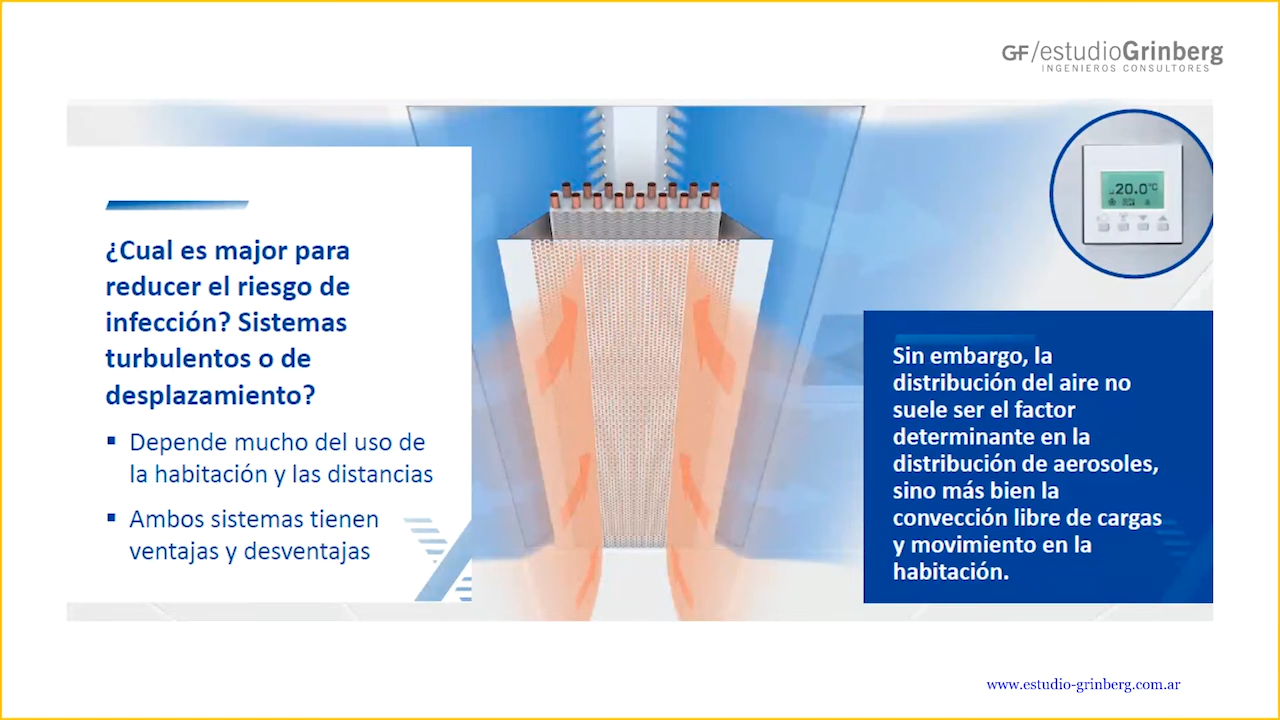 GF/estudioGrinberg
INGENIEROS CONSULTORES
20.0°C
¿Cual es major para
reducer el riesgo de
infección? Sistemas
turbulentos o de
desplazamiento?
▪ Depende mucho del uso de
la habitación y las distancias
▪ Ambos sistemas tienen
ventajas y desventajas
Sin embargo, la
distribución del aire no
suele ser el factor
determinante en la
distribución de aerosoles,
sino más bien la
convección libre de cargas
y movimiento en la
habitación.
www.estudio-grinberg.com.ar